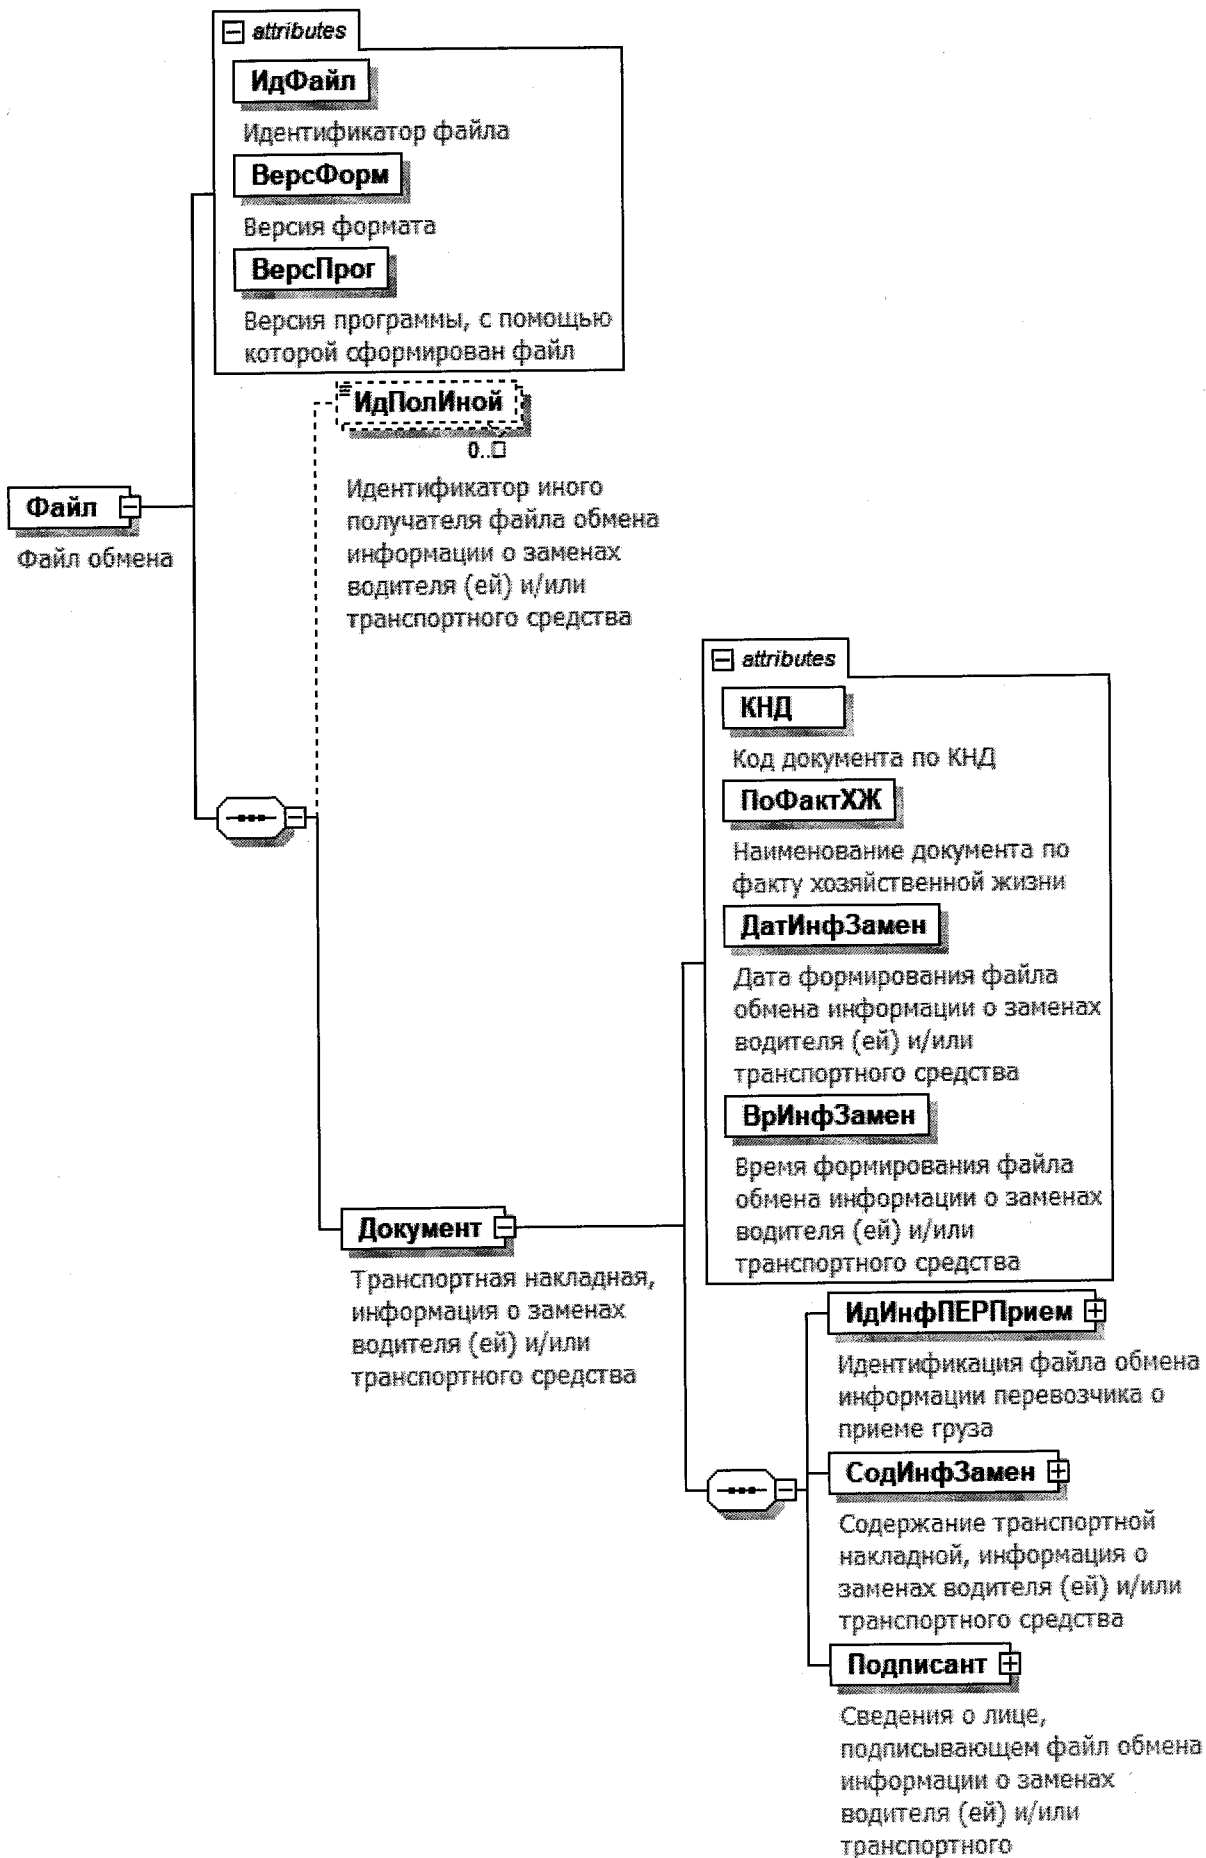 attributes
ИдФайл
Идентификатор файла
ВерсФорм
Версия формата
ВерсПрог
Версия программы, с помощью
которой сформирован файл
ИдПолИной
0..□
Идентификатор иного
получателя файла обмена
информации о заменах
водителя (ей) и/или
транспортного средства
Файл
Файл обмена
attributes
КНД
Код документа по КНД
ПоФактХЖ
Наименование документа по
факту хозяйственной жизни
ДатИнфЗамен
Дата формирования файла
обмена информации о заменах
водителя (ей) и/или
транспортного средства
ВрИнфЗамен
Время формирования файла
обмена информации о заменах
водителя (ей) и/или
транспортного средства
Документ
Транспортная накладная,
информация о заменах
водителя (ей) и/или
транспортного средства
ИдИнфПЕРПрием
Идентификация файла обмена
информации перевозчика о
приеме груза
СодИнфЗамен
Содержание транспортной
накладной, информация о
заменах водителя (ей) и/или
транспортного средства
Подписант
Сведения о лице,
подписывающем файл обмена
информации о заменах
водителя (ей) и/или
транспортного